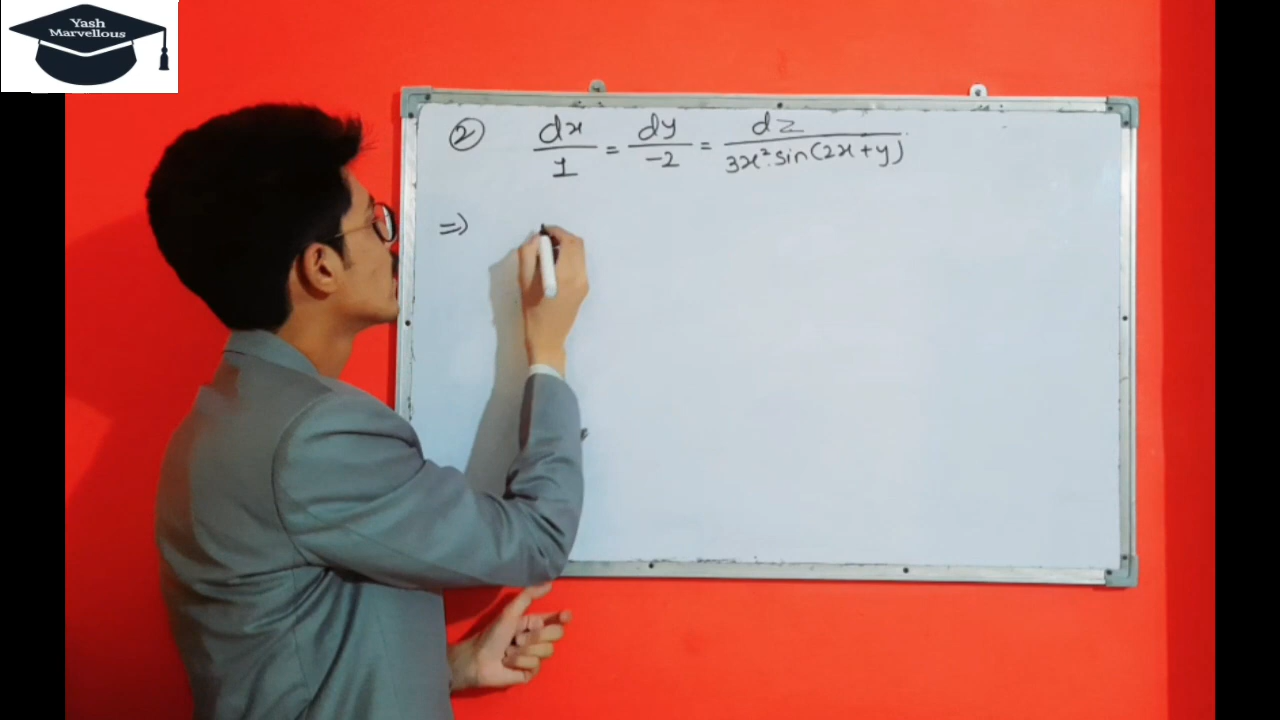 Yash
Marvellous
② dx/1 = dy/-2 = dz/3x² sin(2x+y)
⇒